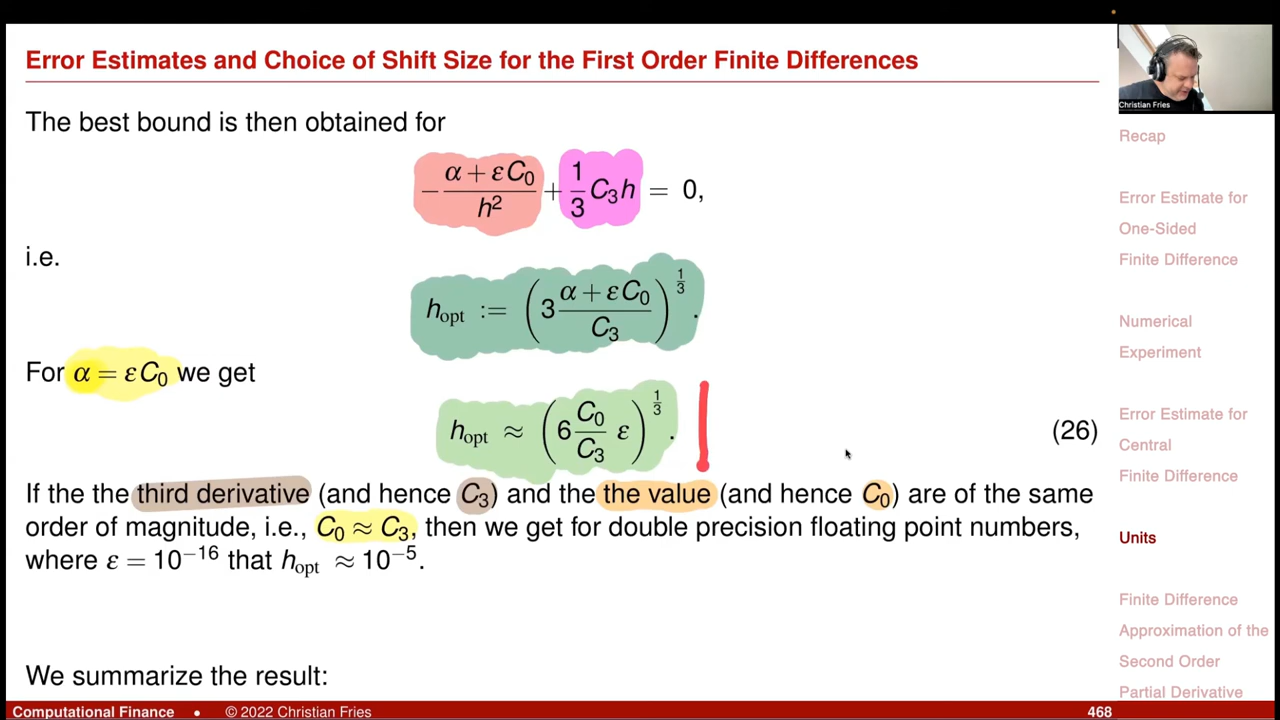 Error Estimates and Choice of Shift Size for the First Order Finite Differences
The best bound is then obtained for
− (α + εC₀)/h² + (1/3) C₃h = 0,
i.e.
h_opt := (3 (α + εC₀)/C₃)^(1/3).
For α = εC₀ we get
h_opt ≈ (6 (C₀/C₃) ε)^(1/3). (26)
If the the third derivative (and hence C₃) and the the value (and hence C₀) are of the same
order of magnitude, i.e., C₀ ≈ C₃, then we get for double precision floating point numbers,
where ε = 10⁻¹⁶ that h_opt ≈ 10⁻⁵.
We summarize the result:
Christian Fries
Recap
Error Estimate for
One-Sided
Finite Difference
Numerical
Experiment
Error Estimate for
Central
Finite Difference
Units
Finite Difference
Approximation of the
Second Order
Partial Derivative
Computational Finance • © 2022 Christian Fries 468